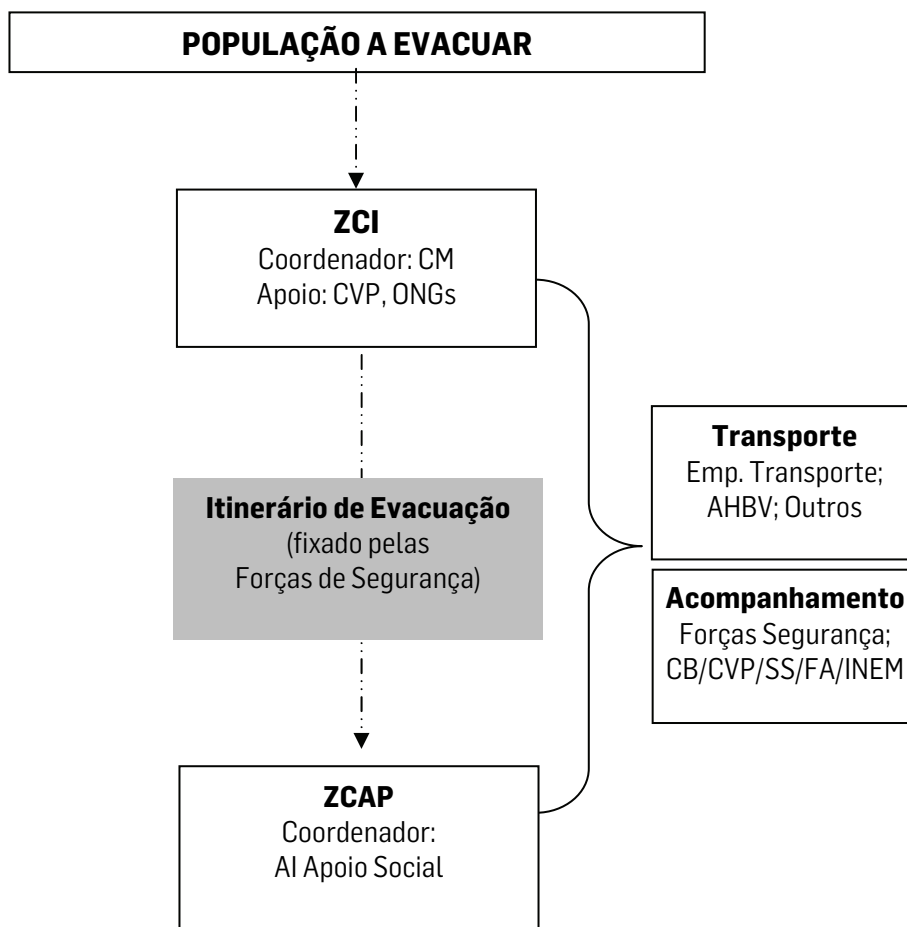 POPULAÇÃO A EVACUAR
ZCI
Coordenador: CM
Apoio: CVP, ONGs
Itinerário de Evacuação
(fixado pelas
Forças de Segurança)
Transporte
Emp. Transporte;
AHBV; Outros
Acompanhamento
Forças Segurança;
CB/CVP/SS/FA/INEM
ZCAP
Coordenador:
AI Apoio Social